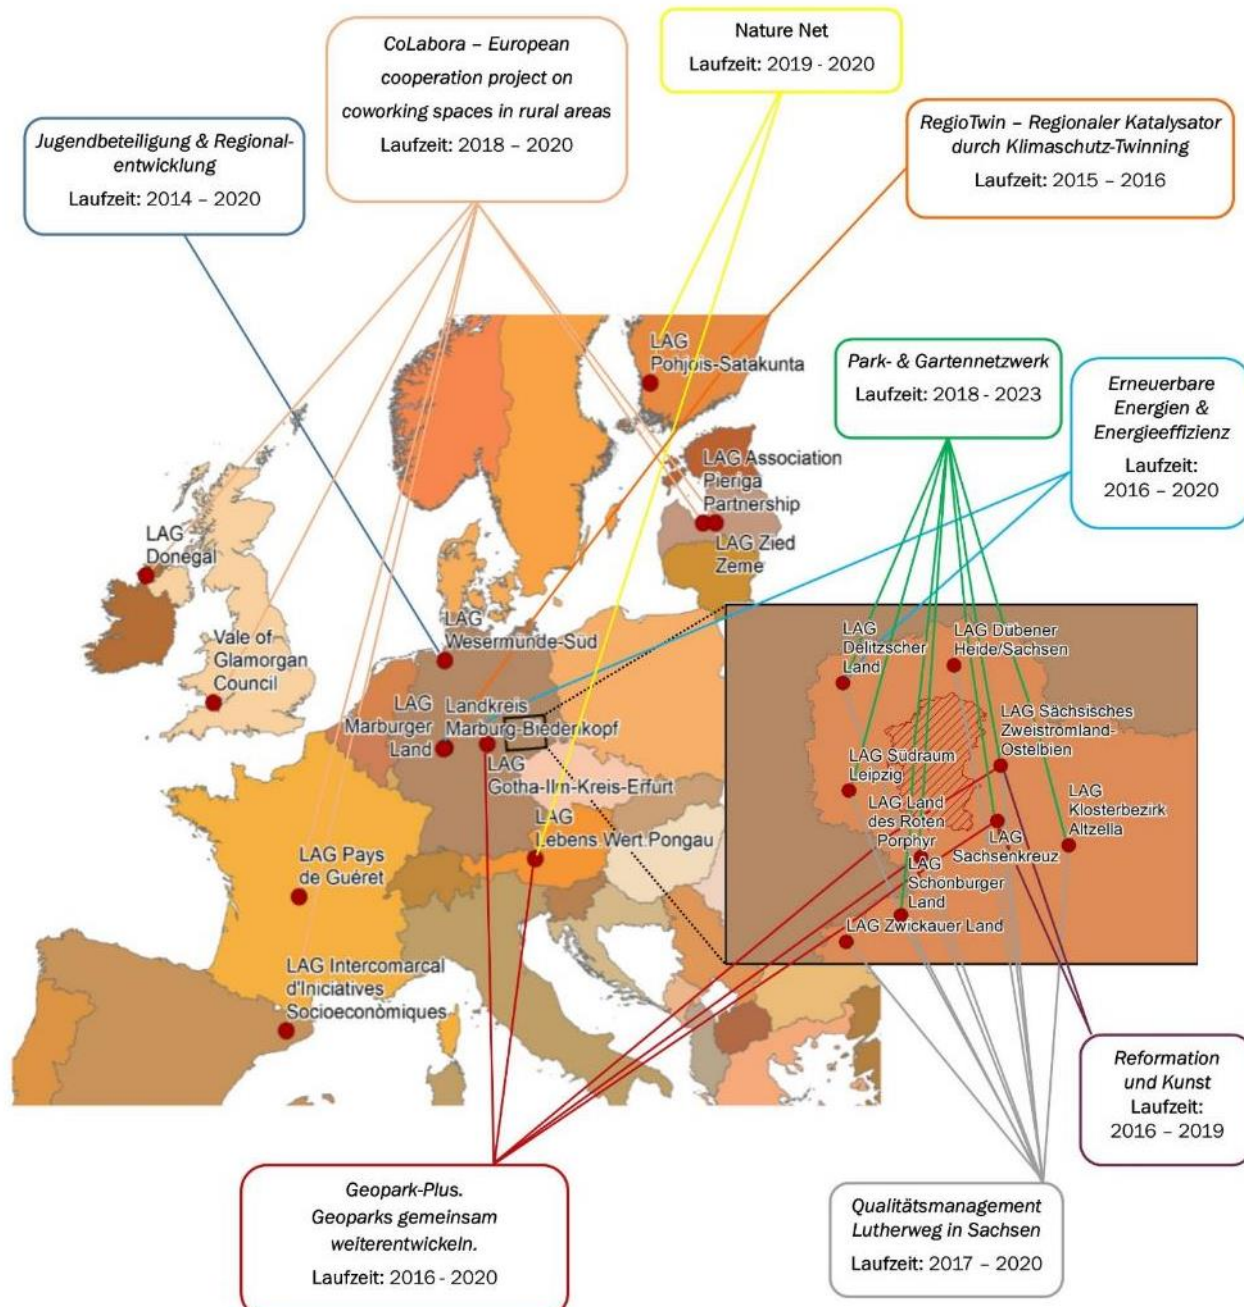 CoLabora – European
cooperation project on
coworking spaces in rural areas
Laufzeit: 2018 – 2020
Nature Net
Laufzeit: 2019 - 2020
Jugendbeteiligung & Regional-
entwicklung
Laufzeit: 2014 – 2020
RegioTwin – Regionaler Katalysator
durch Klimaschutz-Twinning
Laufzeit: 2015 – 2016
Park- & Gartennetzwerk
Laufzeit: 2018 - 2023
Erneuerbare
Energien &
Energieeffizienz
Laufzeit:
2016 – 2020
LAG
Pohjois-Satakunta
LAG Association
Pieriga
Partnership
LAG Zied
Zeme
LAG
Donegal
Vale of
Glamorgan
Council
LAG
Wesermünde-Süd
LAG
Marburger
Land
Landkreis
Marburg-Biedenkopf
LAG
Gotha-Ilm-Kreis-Erfurt
LAG
Lebens.Wert.Pongau
LAG Pays
de Guéret
LAG Intercomarcal
d'Iniciatives
Socioeconòmiques
LAG
Delitzscher
Land
LAG Dübener
Heide/Sachsen
LAG Sächsisches
Zweistromland-
Ostelbien
LAG Südraum
Leipzig
LAG Land
des Roten
Porphyr
LAG
Sachsenkreuz
LAG
Klosterbezirk
Altzella
LAG
Schönburger
Land
LAG Zwickauer Land
Reformation
und Kunst
Laufzeit:
2016 – 2019
Geopark-Plus.
Geoparks gemeinsam
weiterentwickeln.
Laufzeit: 2016 - 2020
Qualitätsmanagement
Lutherweg in Sachsen
Laufzeit: 2017 – 2020